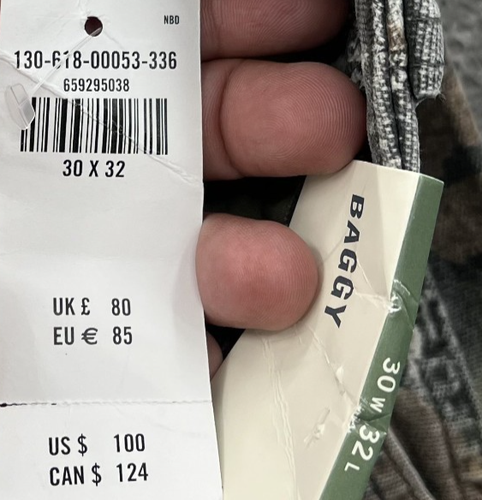 NBD
130-618-00053-336
659295038
30 X 32
UK £ 80
EU € 85
US $ 100
CAN $ 124
BAGGY
30 W 32 L